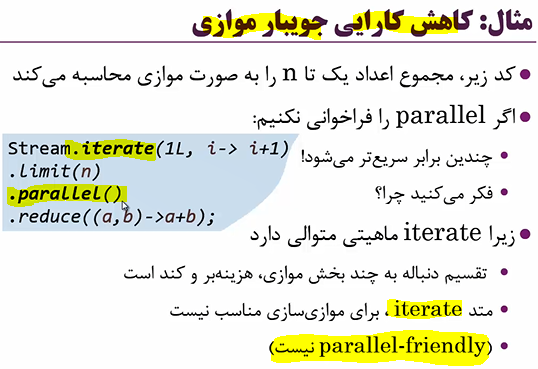 مثال: کاهش کارایی جویبار موازی
کد زیر، مجموع اعداد یک تا n را به صورت موازی محاسبه می‌کند
اگر parallel را فراخوانی نکنیم:
چندین برابر سریع‌تر می‌شود!
فکر می‌کنید چرا؟
Stream.iterate(1L, i-> i+1)
.limit(n)
.parallel()
.reduce((a,b)->a+b);
زیرا iterate ماهیتی متوالی دارد
تقسیم دنباله به چند بخش موازی، هزینه‌بر و کند است
متد iterate، برای موازی‌سازی مناسب نیست
(parallel-friendly نیست)